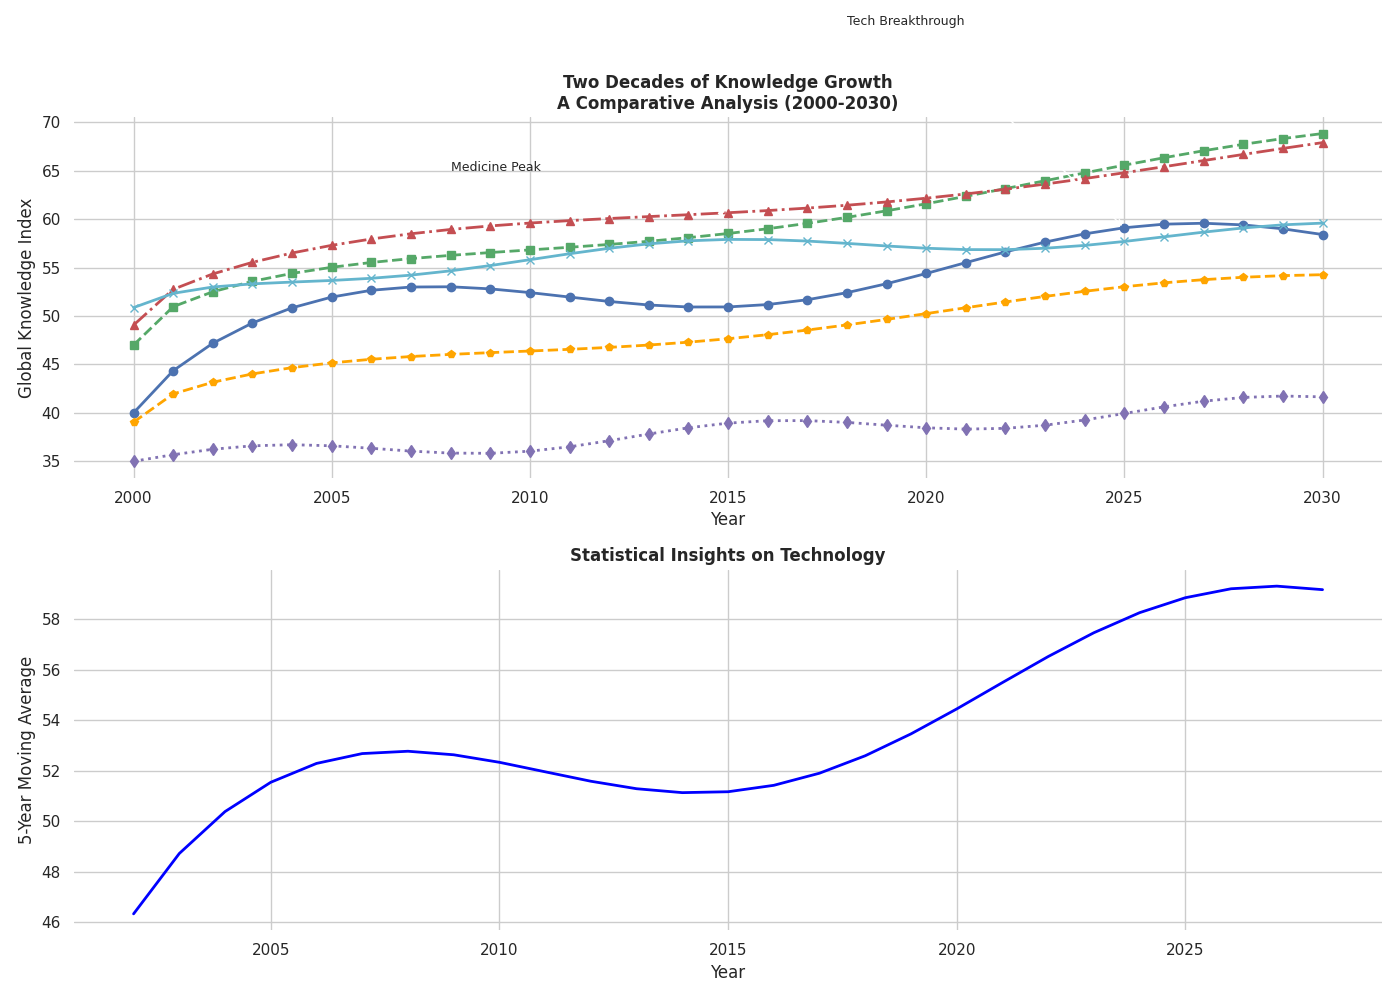 Tech Breakthrough
Two Decades of Knowledge Growth
A Comparative Analysis (2000-2030)
Medicine Peak
Global Knowledge Index
70
65
60
55
50
45
40
35
2000 2005 2010 2015 2020 2025 2030
Year
Statistical Insights on Technology
5-Year Moving Average
58
56
54
52
50
48
46
2005 2010 2015 2020 2025
Year